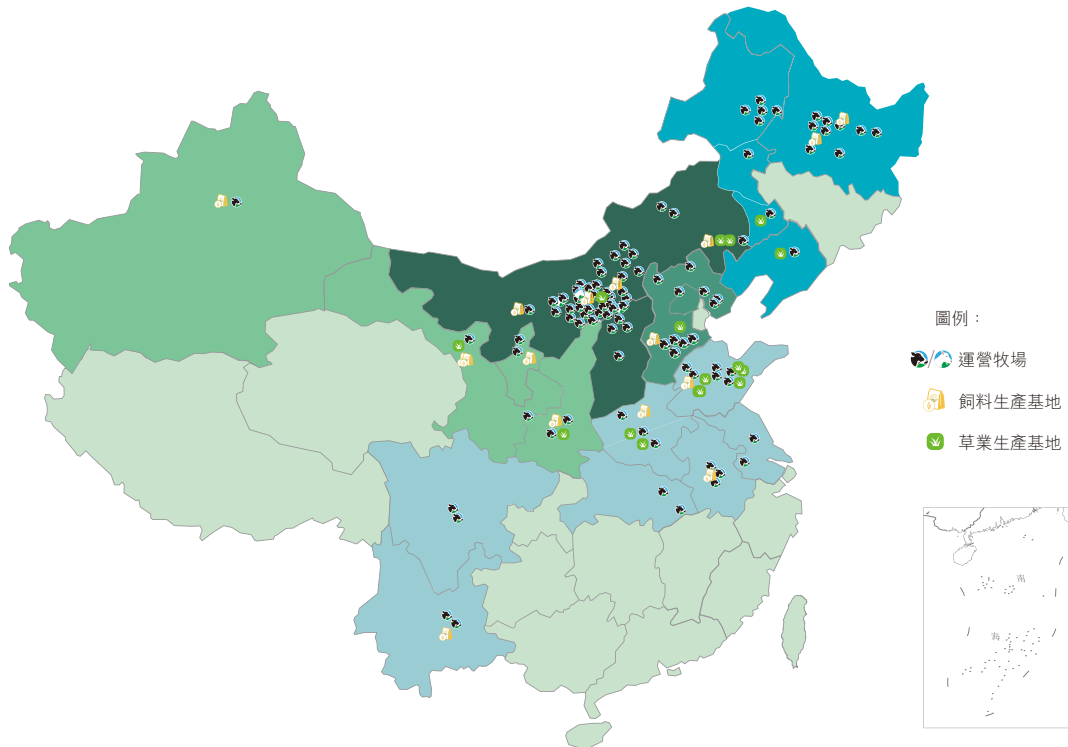 圖例：
運營牧場
飼料生產基地
草業生產基地
南
海